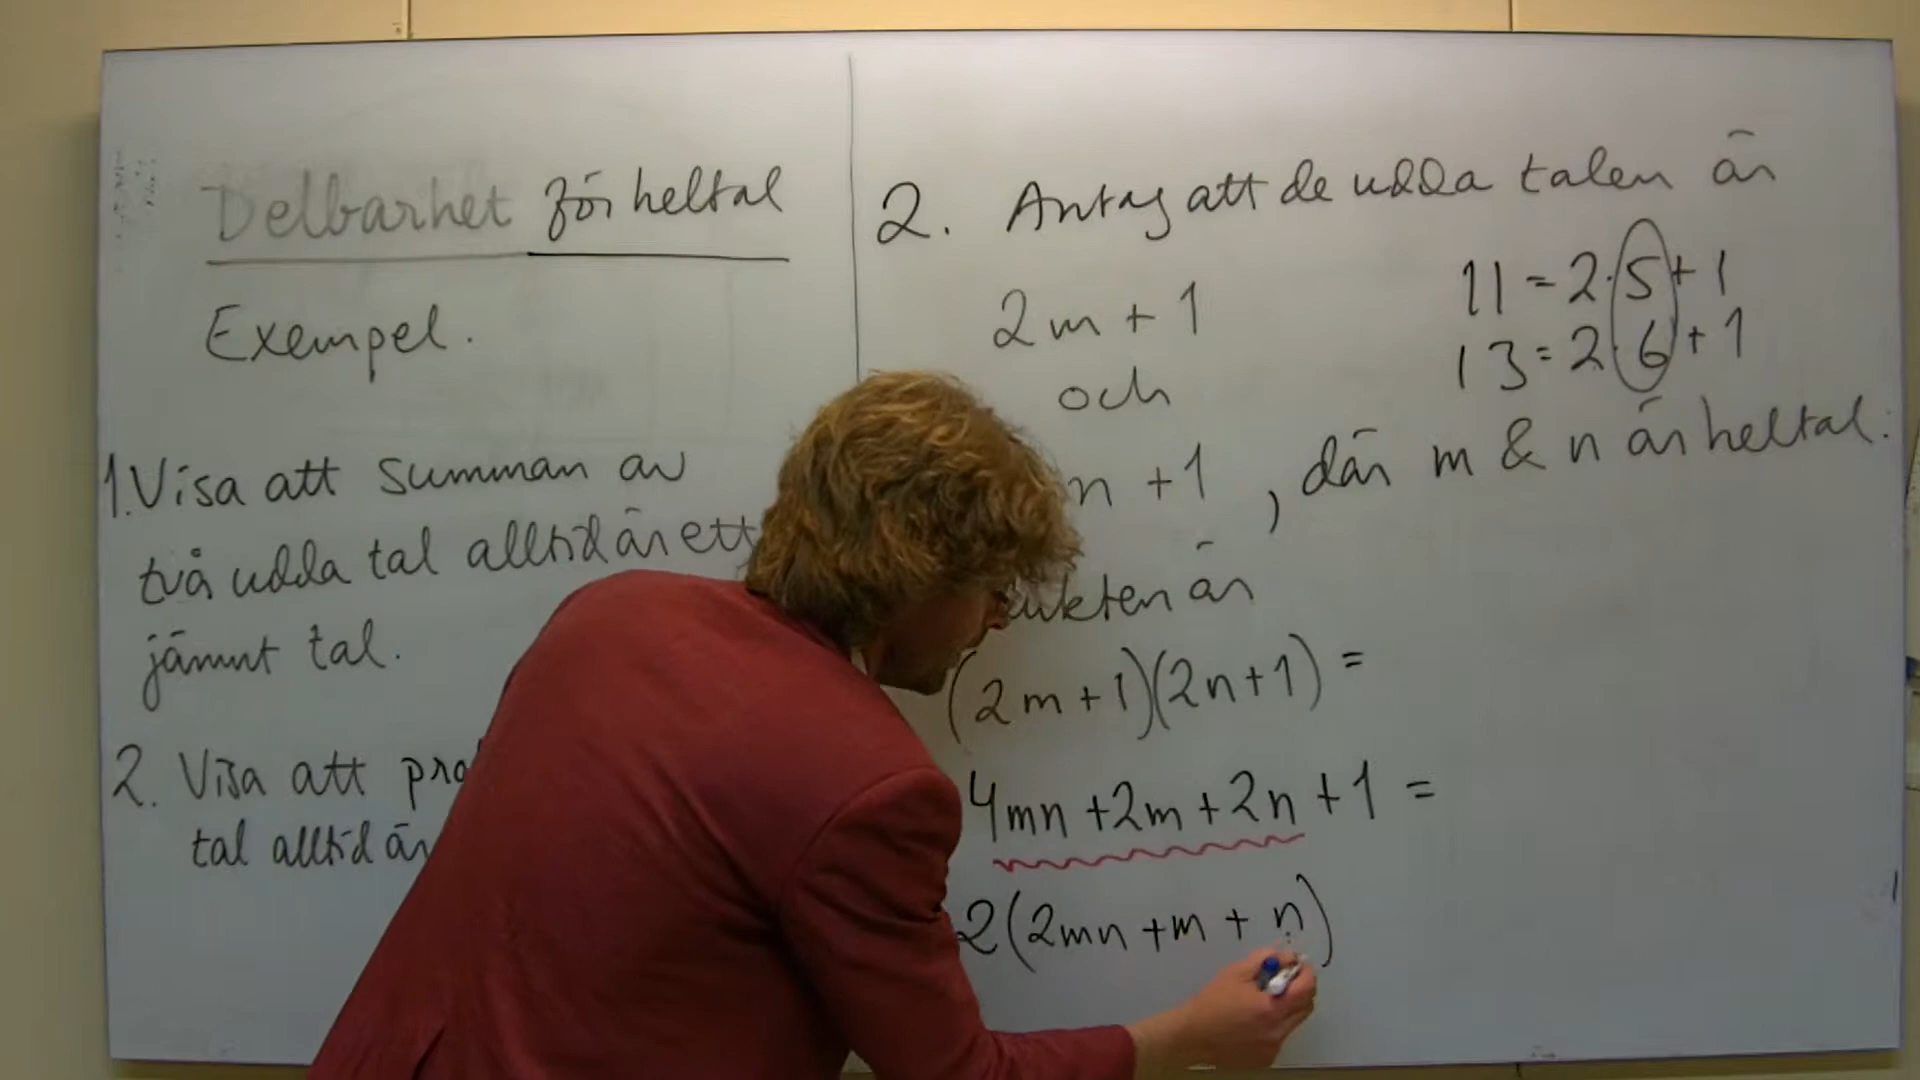 Delbarhet för heltal
Exempel.
1. Visa att summan av
två udda tal alltid är ett
jämnt tal.
2. Visa att
tal alltid är
2. Antag att de udda talen är
2m + 1
och
n + 1, där m & n är heltal.
11 = 2·5 + 1
13 = 2·6 + 1
ukten är
(2m + 1)(2n + 1) =
4mn + 2m + 2n + 1 =
2(2mn + m + n)